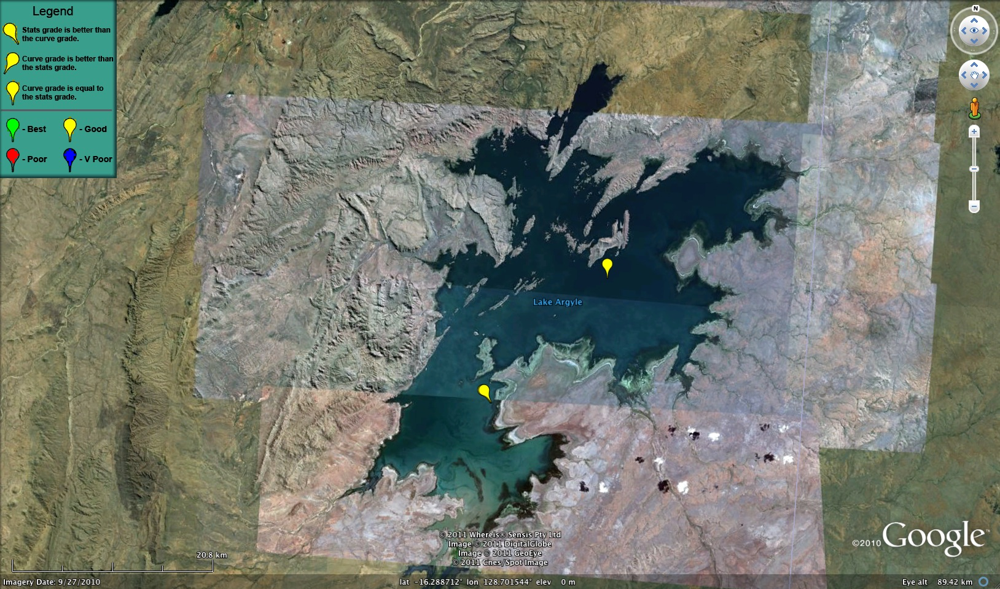 Legend
Stats grade is better than
the curve grade.
Curve grade is better than
the stats grade.
Curve grade is equal to
the stats grade.
- Best
- Good
- Poor
- V Poor
N
Lake Argyle
© 2011 Whereis® Sensis Pty Ltd
Image © 2011 DigitalGlobe
Image © 2011 GeoEye
© 2011 Cnes/Spot Image
©2010 Google™
20.8 km
Imagery Date: 9/27/2010
lat -16.288712° lon 128.701544° elev 0 m
Eye alt 89.42 km